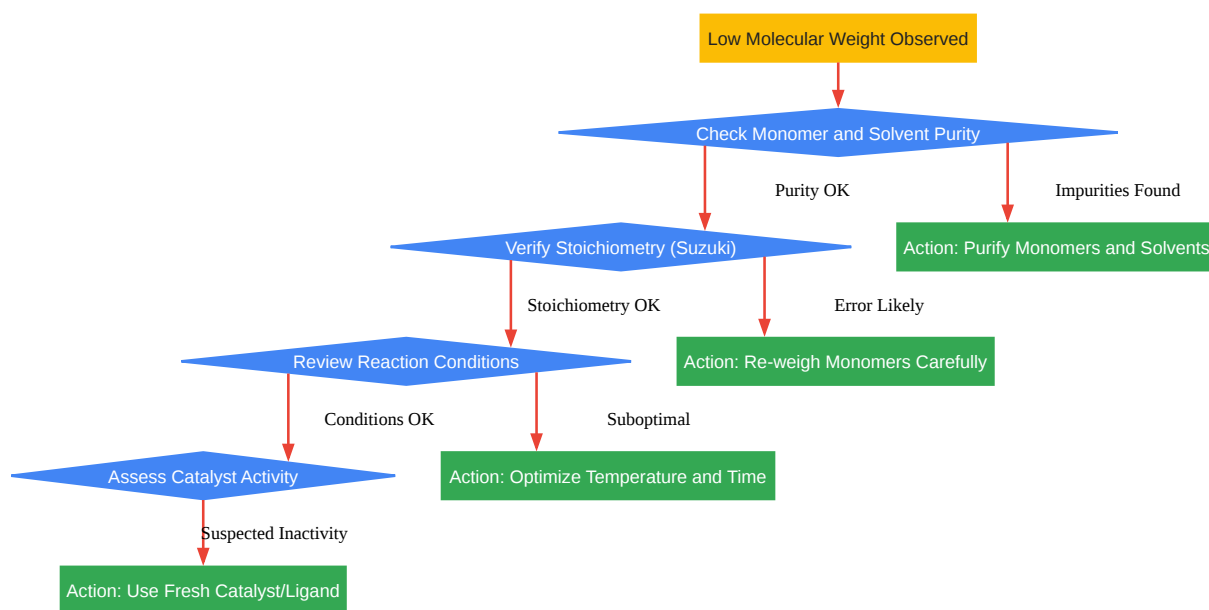 Low Molecular Weight Observed
Check Monomer and Solvent Purity
Purity OK
Impurities Found
Verify Stoichiometry (Suzuki)
Action: Purify Monomers and Solvents
Stoichiometry OK
Error Likely
Review Reaction Conditions
Action: Re-weigh Monomers Carefully
Conditions OK
Suboptimal
Assess Catalyst Activity
Action: Optimize Temperature and Time
Suspected Inactivity
Action: Use Fresh Catalyst/Ligand